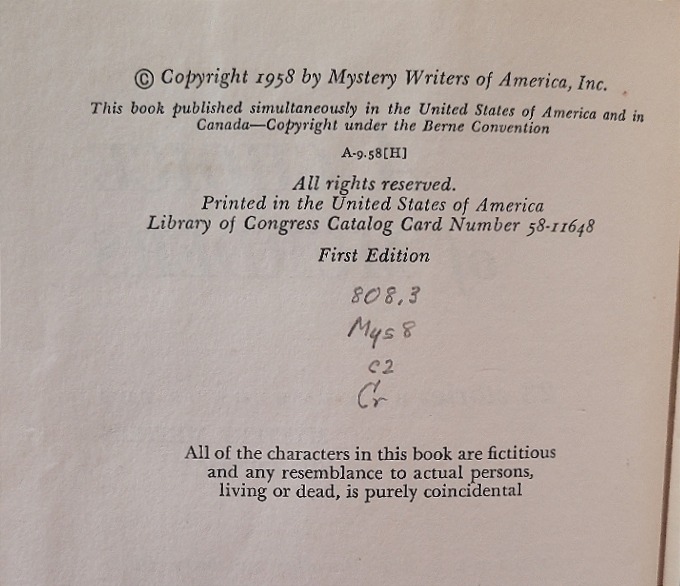 © Copyright 1958 by Mystery Writers of America, Inc.
This book published simultaneously in the United States of America and in
Canada—Copyright under the Berne Convention
A-9.58[H]
All rights reserved.
Printed in the United States of America
Library of Congress Catalog Card Number 58-11648
First Edition
808.3
Mys 8
c2
Cr
All of the characters in this book are fictitious
and any resemblance to actual persons,
living or dead, is purely coincidental